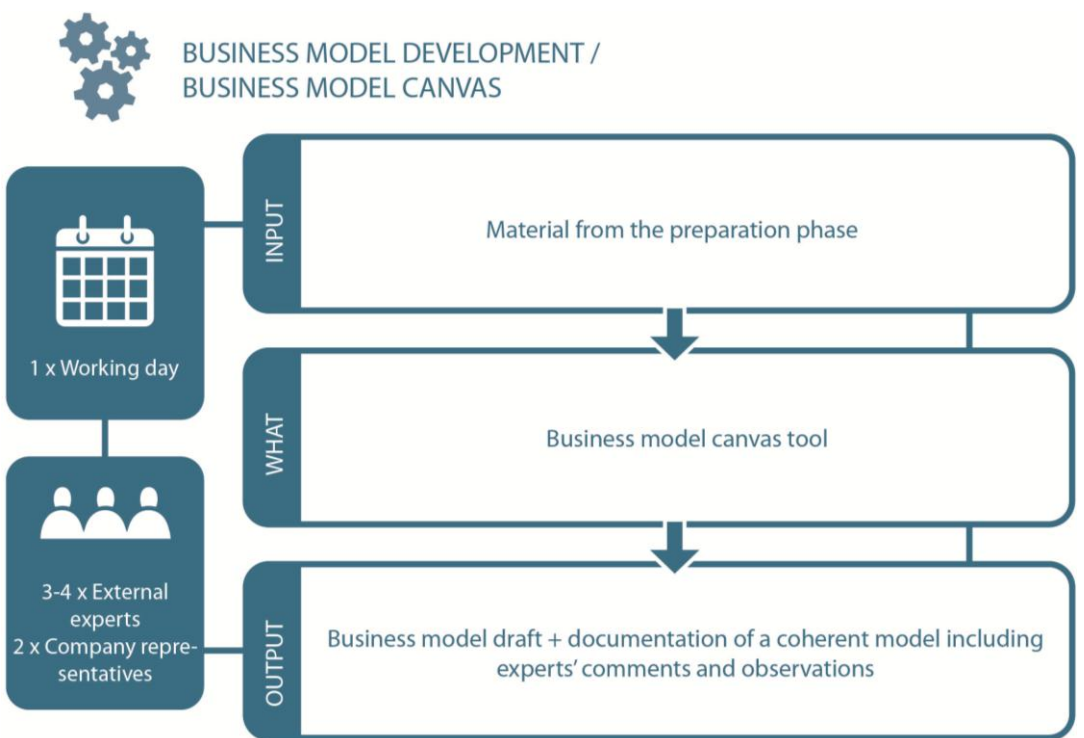 BUSINESS MODEL DEVELOPMENT /
BUSINESS MODEL CANVAS
1 x Working day
3-4 x External
experts
2 x Company repre-
sentatives
INPUT
Material from the preparation phase
WHAT
Business model canvas tool
OUTPUT
Business model draft + documentation of a coherent model including
experts’ comments and observations